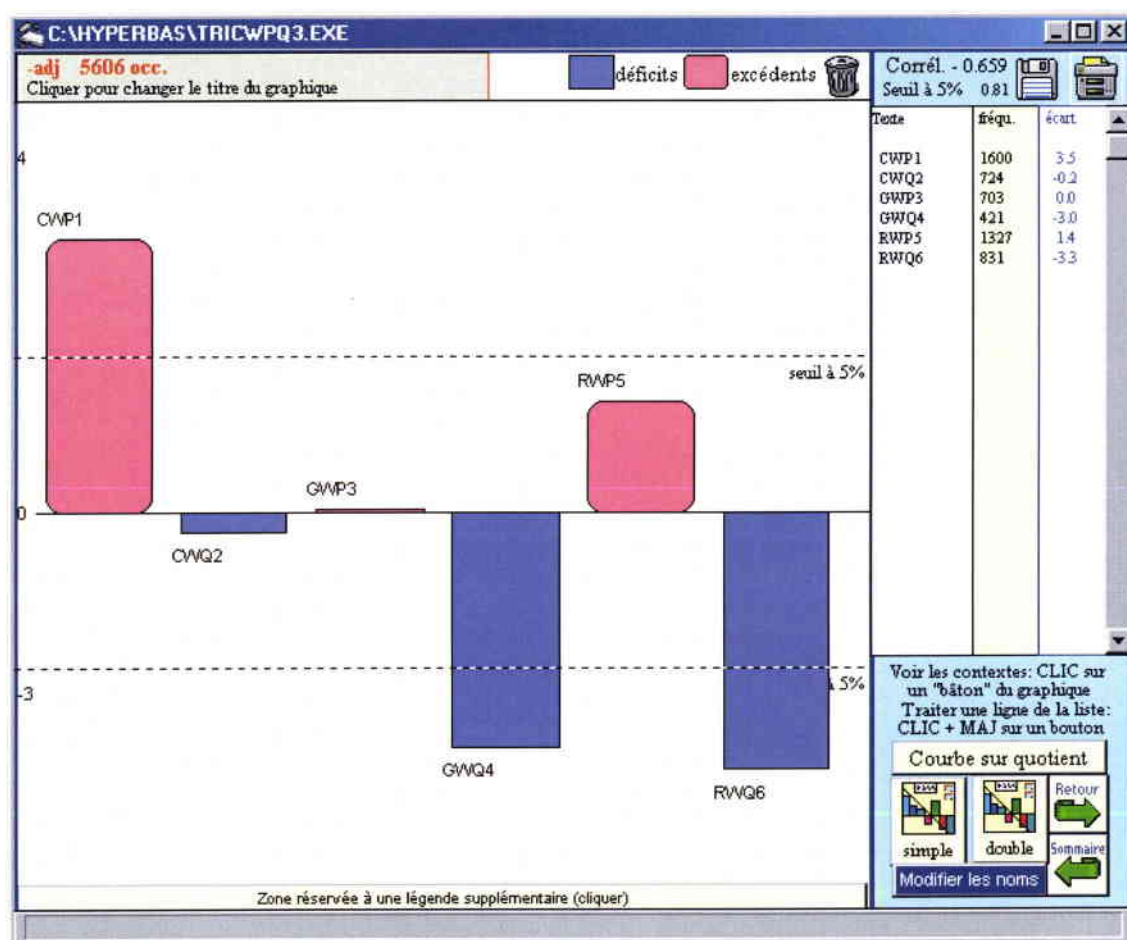 C:\HYPERBAS\TRICWPQ3.EXE
-adj 5606 occ.
Cliquer pour changer le titre du graphique
déficits excédents
Corrél. - 0.659
Seuil à 5% 0.81
Texte fréqu. écart
CWP1 1600 3.5
CWQ2 724 -0.2
GWP3 703 0.0
GWQ4 421 -3.0
RWP5 1327 1.4
RWQ6 831 -3.3
4
CWP1
seuil à 5%
RWP5
GWP3
0
CWQ2
à 5%
-3
GWQ4
RWQ6
Zone réservée à une légende supplémentaire (cliquer)
Voir les contextes: CLIC sur
un "bâton" du graphique
Traiter une ligne de la liste:
CLIC + MAJ sur un bouton
Courbe sur quotient
simple
double
Retour
Sommaire
Modifier les noms